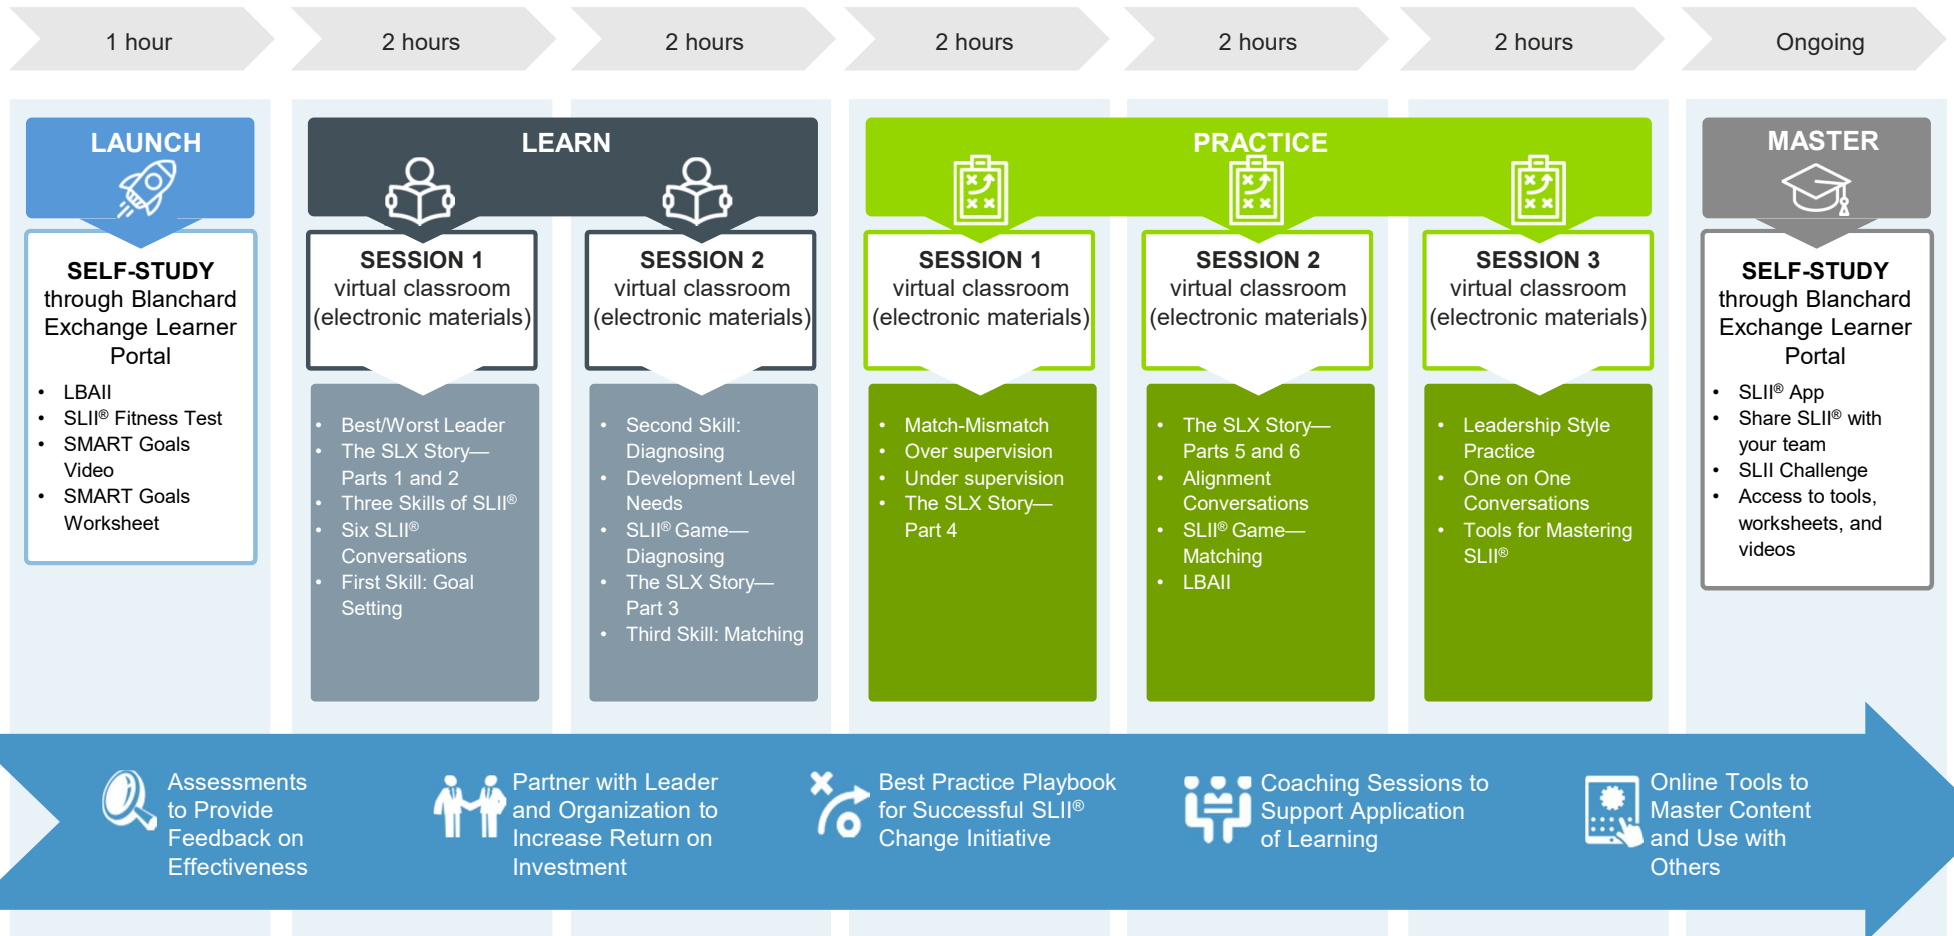 1 hour
2 hours
2 hours
2 hours
2 hours
2 hours
Ongoing
LAUNCH
SELF-STUDY
through Blanchard
Exchange Learner
Portal
• LBAII
• SLII® Fitness Test
• SMART Goals
Video
• SMART Goals
Worksheet
LEARN
SESSION 1
virtual classroom
(electronic materials)
• Best/Worst Leader
• The SLX Story—
Parts 1 and 2
• Three Skills of SLII®
• Six SLII®
Conversations
• First Skill: Goal
Setting
SESSION 2
virtual classroom
(electronic materials)
• Second Skill:
Diagnosing
• Development Level
Needs
• SLII® Game—
Diagnosing
• The SLX Story—
Part 3
• Third Skill: Matching
PRACTICE
SESSION 1
virtual classroom
(electronic materials)
• Match-Mismatch
• Over supervision
• Under supervision
• The SLX Story—
Part 4
SESSION 2
virtual classroom
(electronic materials)
• The SLX Story—
Parts 5 and 6
• Alignment
Conversations
• SLII® Game—
Matching
• LBAII
SESSION 3
virtual classroom
(electronic materials)
• Leadership Style
Practice
• One on One
Conversations
• Tools for Mastering
SLII®
MASTER
SELF-STUDY
through Blanchard
Exchange Learner
Portal
• SLII® App
• Share SLII® with
your team
• SLII Challenge
• Access to tools,
worksheets, and
videos
Assessments
to Provide
Feedback on
Effectiveness
Partner with Leader
and Organization to
Increase Return on
Investment
Best Practice Playbook
for Successful SLII®
Change Initiative
Coaching Sessions to
Support Application
of Learning
Online Tools to
Master Content
and Use with
Others